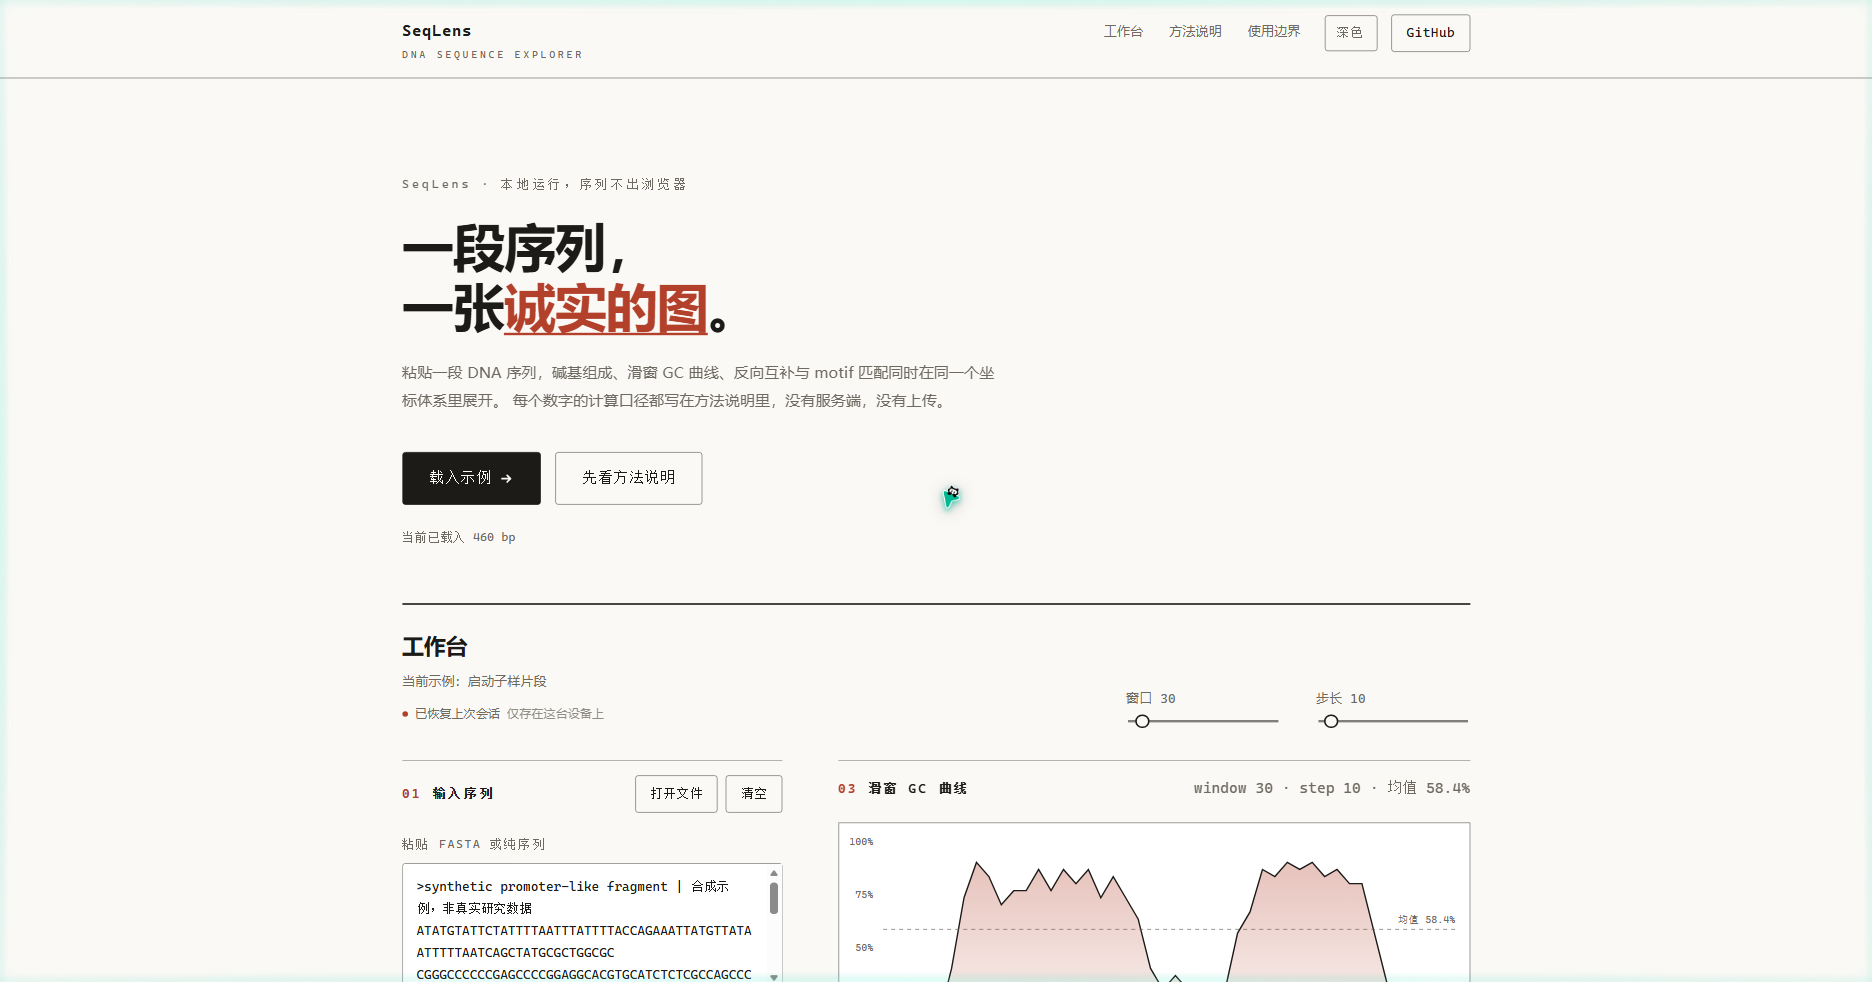 SeqLens
DNA SEQUENCE EXPLORER
工作台
方法说明
使用边界
深色
GitHub
SeqLens · 本地运行，序列不出浏览器
一段序列，
一张诚实的图。
粘贴一段 DNA 序列，碱基组成、滑窗 GC 曲线、反向互补与 motif 匹配同时在同一个坐
标体系里展开。 每个数字的计算口径都写在方法说明里，没有服务端，没有上传。
载入示例 →
先看方法说明
当前已载入 460 bp
工作台
当前示例：启动子样片段
已恢复上次会话 仅存在这台设备上
窗口 30
步长 10
01 输入序列
打开文件
清空
粘贴 FASTA 或纯序列
>synthetic promoter-like fragment | 合成示
例，非真实研究数据
ATATGTATTCTATTTTAATTTATTTTACCAGAAATTATGTTATA
ATTTTTAATCAGCTATGCGCTGGCGC
CGGGCCCCCCGAGCCCCGGAGGCACGTGCATCTCTCGCCAGCCC
03 滑窗 GC 曲线
window 30 · step 10 · 均值 58.4%
100%
75%
均值 58.4%
50%